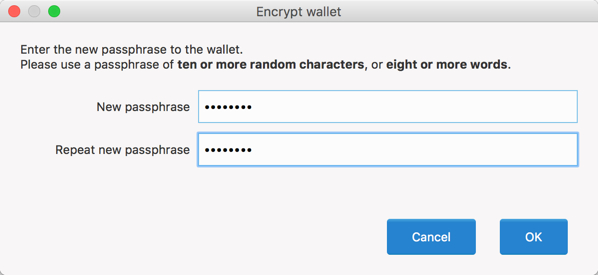 Encrypt wallet
Enter the new passphrase to the wallet.
Please use a passphrase of ten or more random characters, or eight or more words.
New passphrase ••••••••
Repeat new passphrase ••••••••
Cancel OK